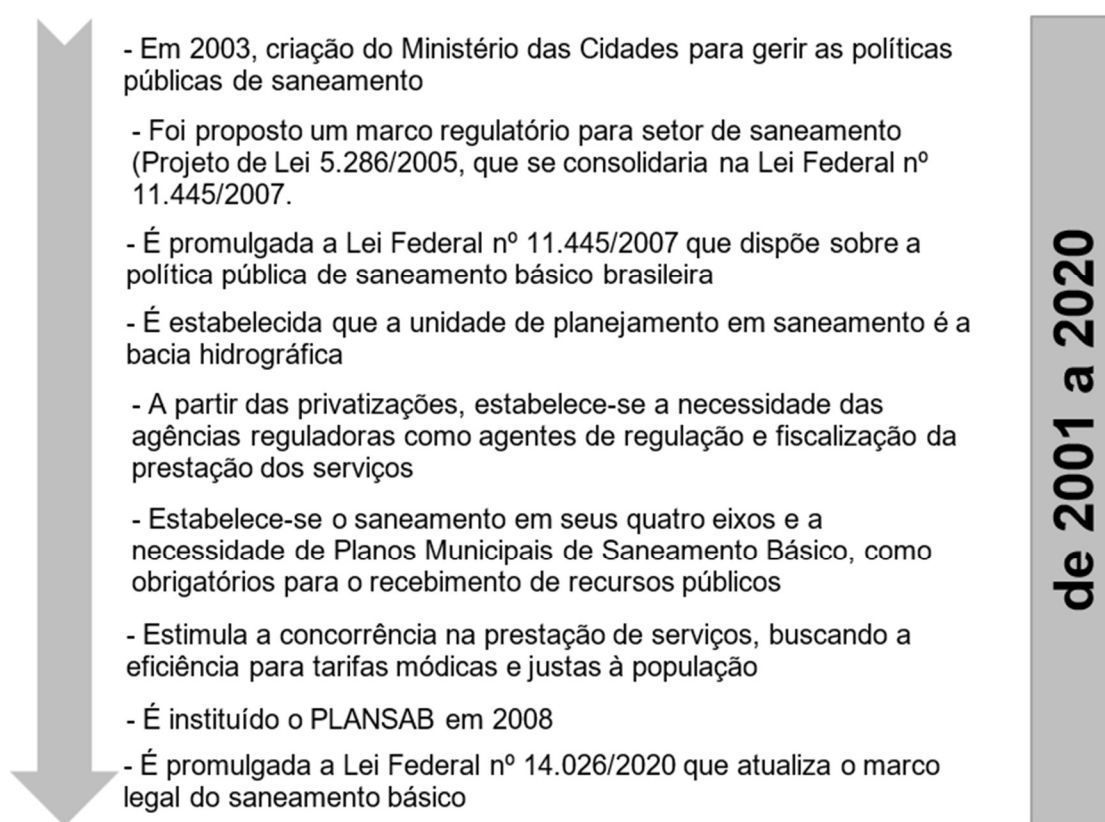 - Em 2003, criação do Ministério das Cidades para gerir as políticas
públicas de saneamento
- Foi proposto um marco regulatório para setor de saneamento
(Projeto de Lei 5.286/2005, que se consolidaria na Lei Federal nº
11.445/2007.
- É promulgada a Lei Federal nº 11.445/2007 que dispõe sobre a
política pública de saneamento básico brasileira
- É estabelecida que a unidade de planejamento em saneamento é a
bacia hidrográfica
- A partir das privatizações, estabelece-se a necessidade das
agências reguladoras como agentes de regulação e fiscalização da
prestação dos serviços
- Estabelece-se o saneamento em seus quatro eixos e a
necessidade de Planos Municipais de Saneamento Básico, como
obrigatórios para o recebimento de recursos públicos
- Estimula a concorrência na prestação de serviços, buscando a
eficiência para tarifas módicas e justas à população
- É instituído o PLANSAB em 2008
- É promulgada a Lei Federal nº 14.026/2020 que atualiza o marco
legal do saneamento básico
de 2001 a 2020